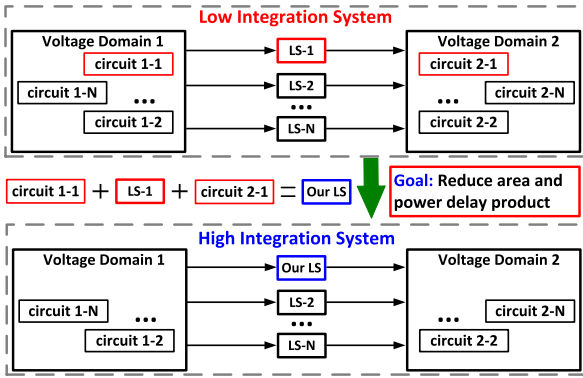 Low Integration System
Voltage Domain 1
circuit 1-1
circuit 1-N
...
circuit 1-2
LS-1
LS-2
...
LS-N
Voltage Domain 2
circuit 2-1
... circuit 2-N
circuit 2-2
circuit 1-1 + LS-1 + circuit 2-1 = Our LS
Goal: Reduce area and
power delay product
High Integration System
Voltage Domain 1
circuit 1-N ...
circuit 1-2
Our LS
LS-2
...
LS-N
Voltage Domain 2
... circuit 2-N
circuit 2-2